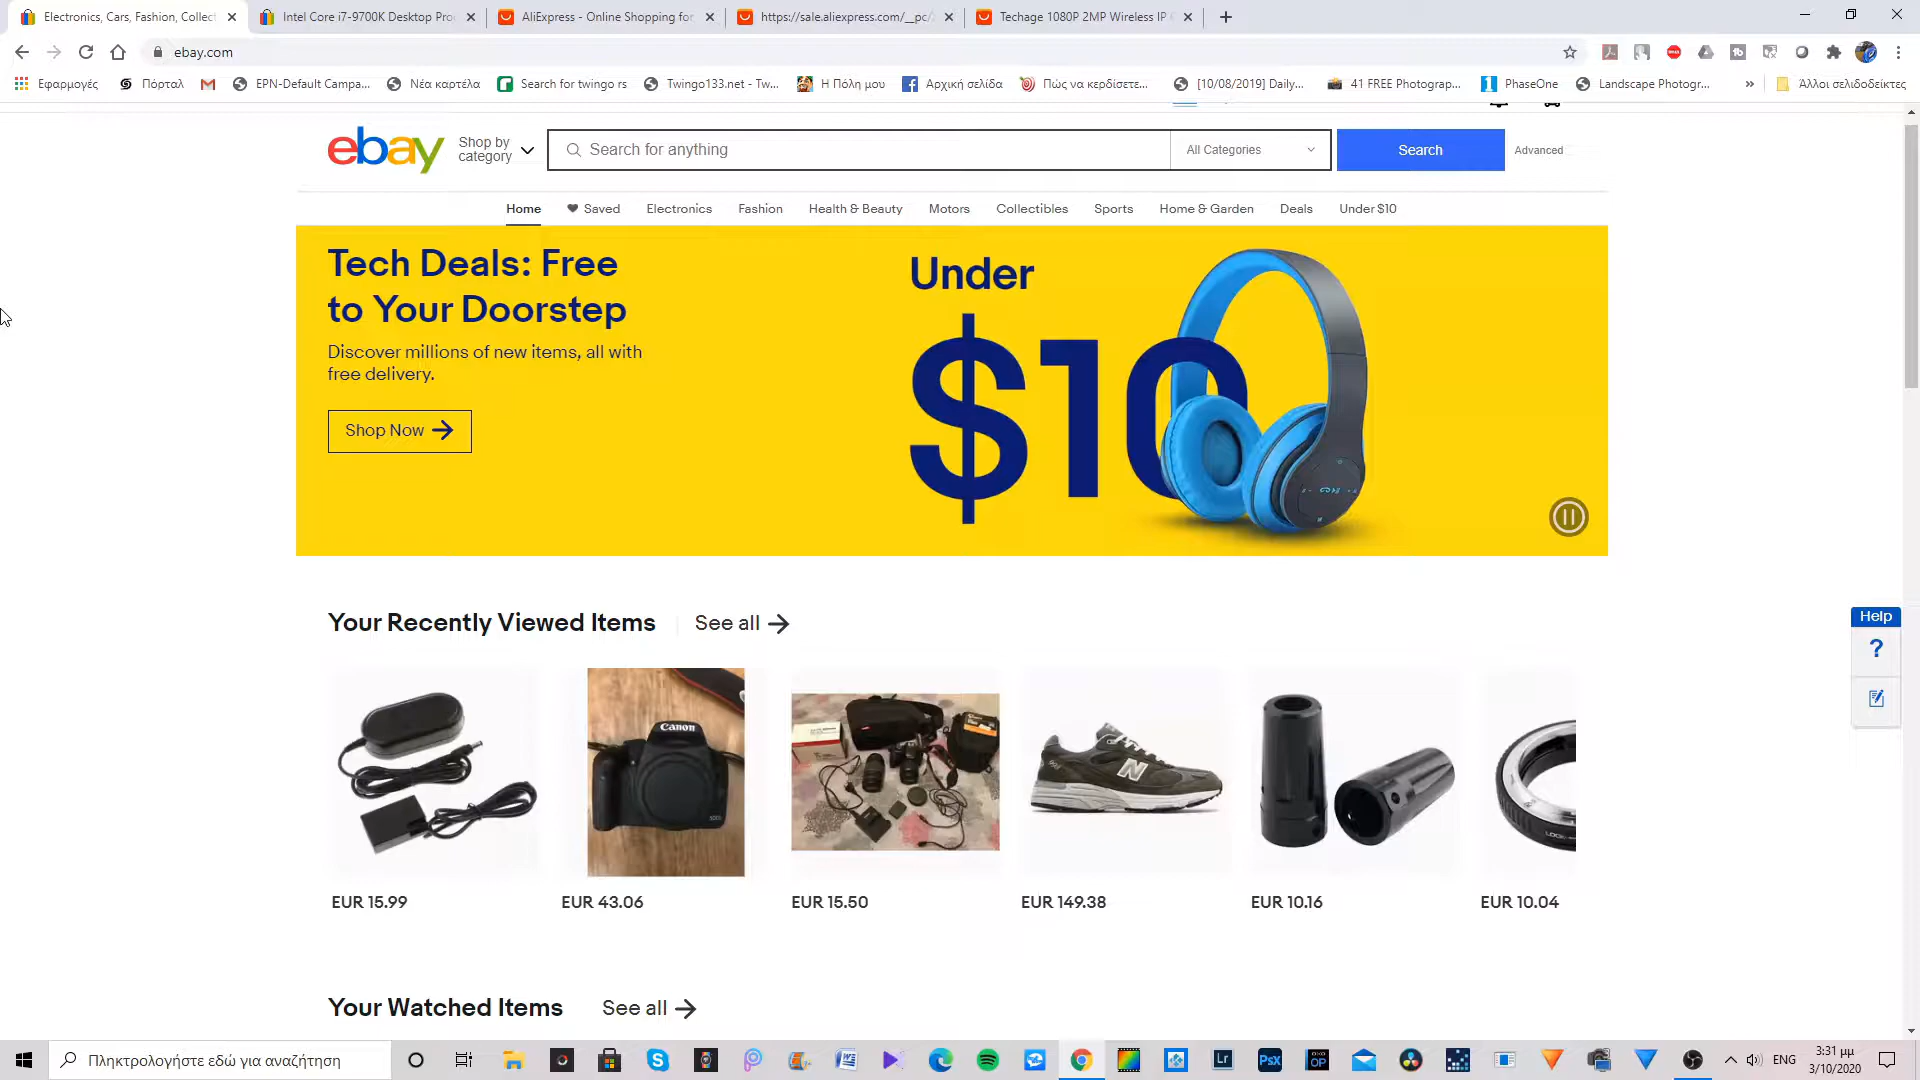 Electronics, Cars, Fashion, Collect
Intel Core i7-9700K Desktop Pro
AliExpress - Online Shopping for
https://sale.aliexpress.com/__pc/
Techage 1080P 2MP Wireless IP
ebay.com
Εφαρμογές
Πόρταλ
EPN-Default Campa...
Νέα καρτέλα
Search for twingo rs
Twingo133.net - Tw...
Η Πόλη μου
Αρχική σελίδα
Πώς να κερδίσετε...
[10/08/2019] Daily...
41 FREE Photograp...
PhaseOne
Landscape Photogr...
»
Άλλοι σελιδοδείκτες
ebay
Shop by
category
Search for anything
All Categories
Search
Advanced
Home
Saved
Electronics
Fashion
Health & Beauty
Motors
Collectibles
Sports
Home & Garden
Deals
Under $10
Tech Deals: Free
to Your Doorstep
Discover millions of new items, all with
free delivery.
Shop Now
Under
$10
Help
?
Your Recently Viewed Items
See all
Canon
N
EUR 15.99
EUR 43.06
EUR 15.50
EUR 149.38
EUR 10.16
EUR 10.04
Your Watched Items
See all
Πληκτρολογήστε εδώ για αναζήτηση
Lr
Psx
OP
ENG
3:31 μμ
3/10/2020